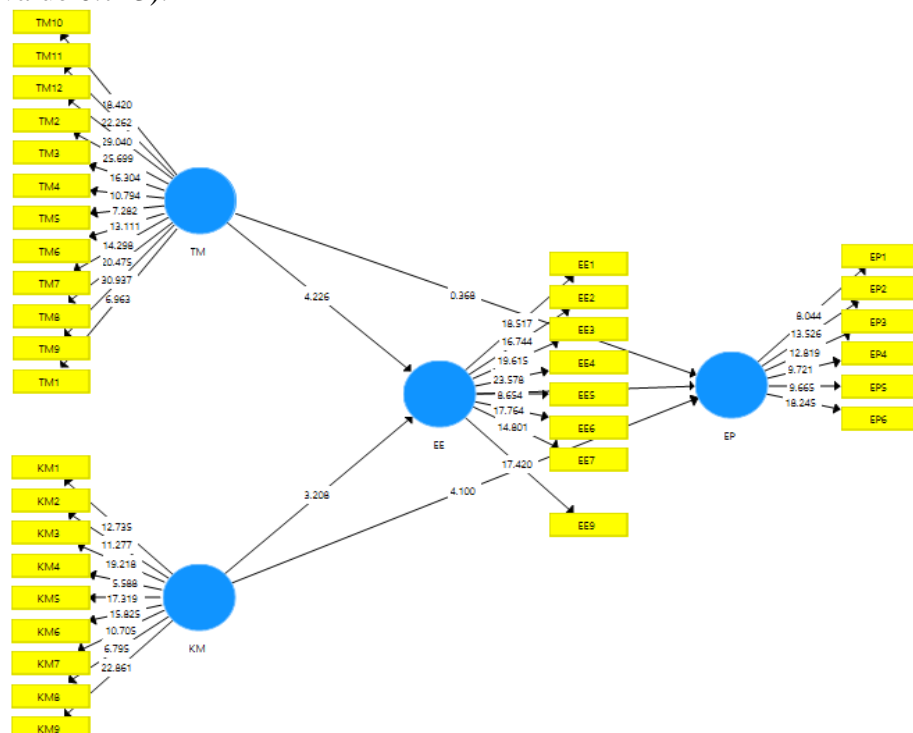 TM10
TM11
TM12
TM2
TM3
TM4
TM5
TM6
TM7
TM8
TM9
TM1
18.420
22.262
29.040
25.699
16.304
10.794
7.282
13.111
14.298
20.475
30.937
6.963
TM
4.226
0.368
KM1
KM2
KM3
KM4
KM5
KM6
KM7
KM8
KM9
12.735
11.277
19.218
5.588
17.319
15.825
10.705
6.795
22.861
KM
3.208
4.100
EE
EE1
EE2
EE3
EE4
EE5
EE6
EE7
EE9
18.517
16.744
19.615
23.578
8.654
17.764
14.801
17.420
EP
EP1
EP2
EP3
EP4
EP5
EP6
8.044
13.526
12.819
9.721
9.665
18.245